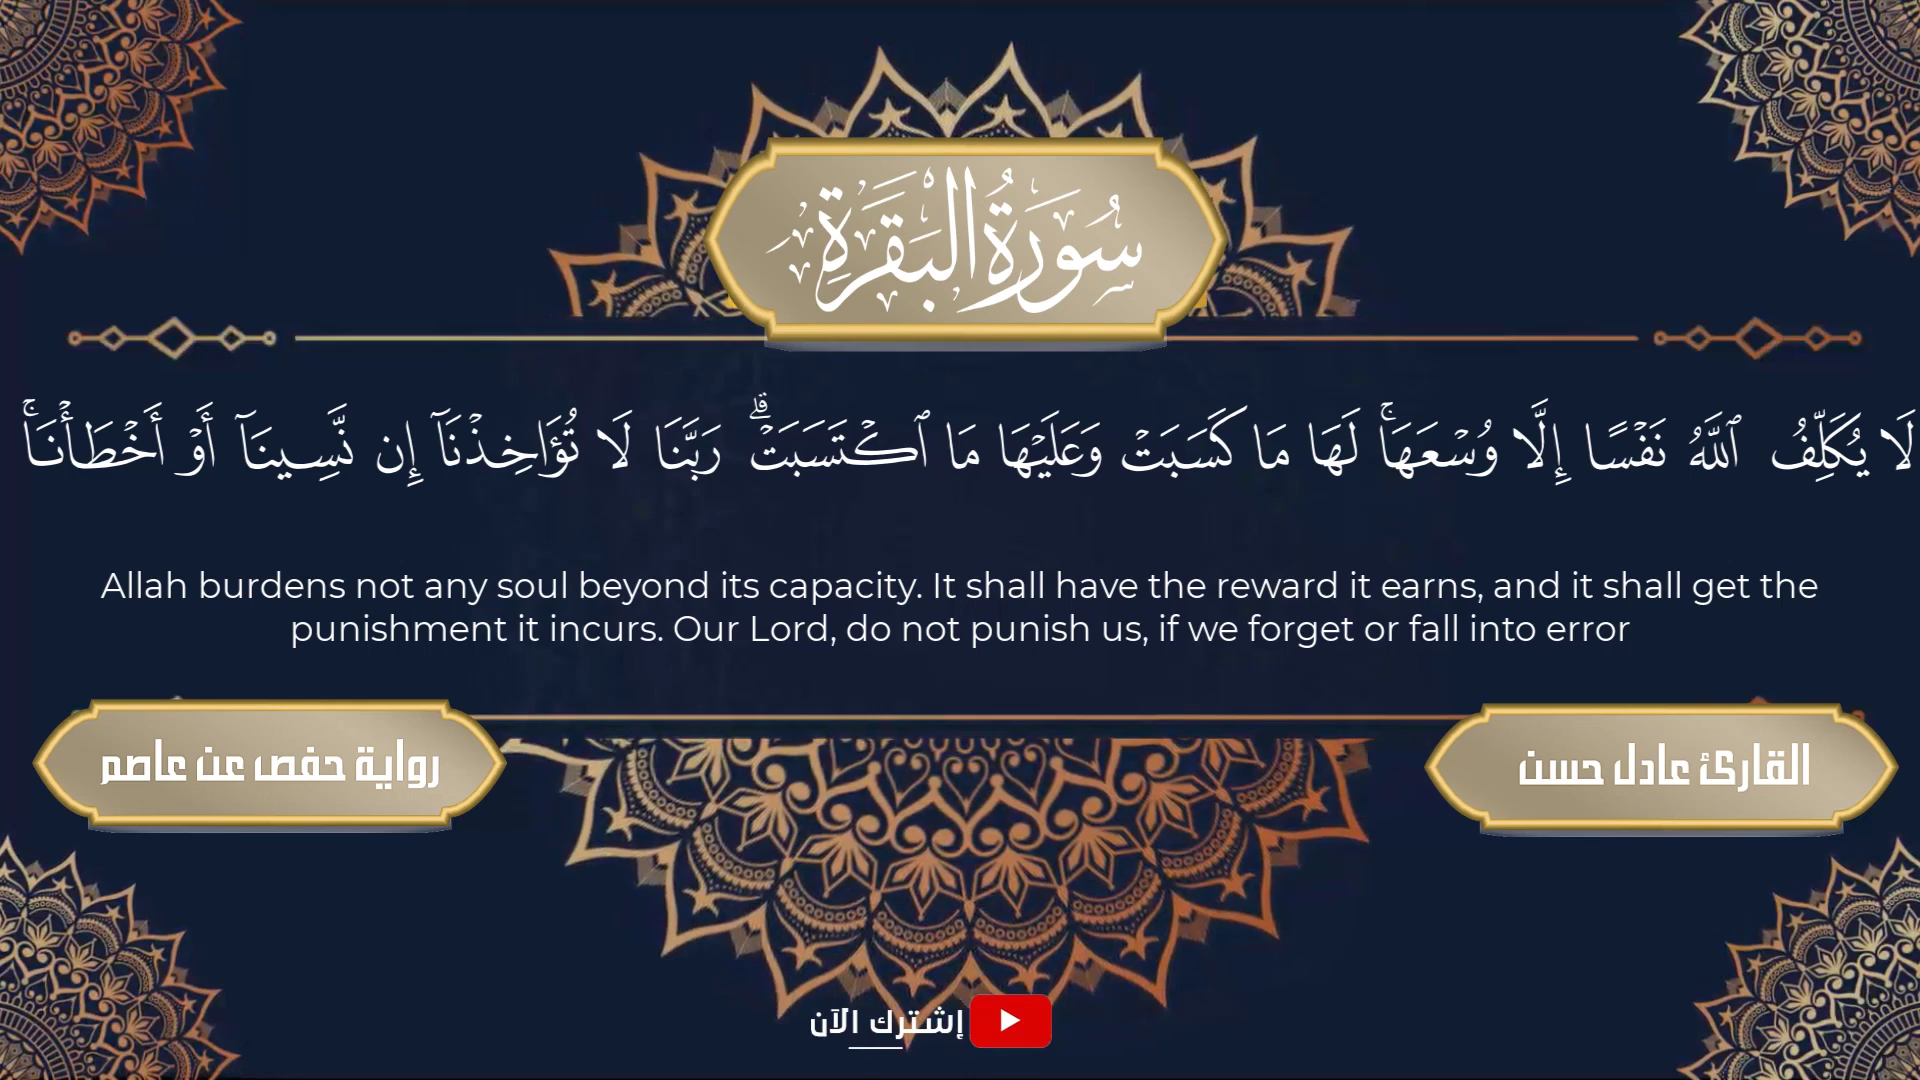 سُورَةُ البَقَرَةِ
لَا يُكَلِّفُ ٱللَّهُ نَفْسًا إِلَّا وُسْعَهَاۚ لَهَا مَا كَسَبَتْ وَعَلَيْهَا مَا ٱكْتَسَبَتْۗ رَبَّنَا لَا تُؤَاخِذْنَآ إِن نَّسِينَآ أَوْ أَخْطَأْنَاۚ
Allah burdens not any soul beyond its capacity. It shall have the reward it earns, and it shall get the
punishment it incurs. Our Lord, do not punish us, if we forget or fall into error
القارئ عادل حسن
رواية حفص عن عاصم
إشترك الآن